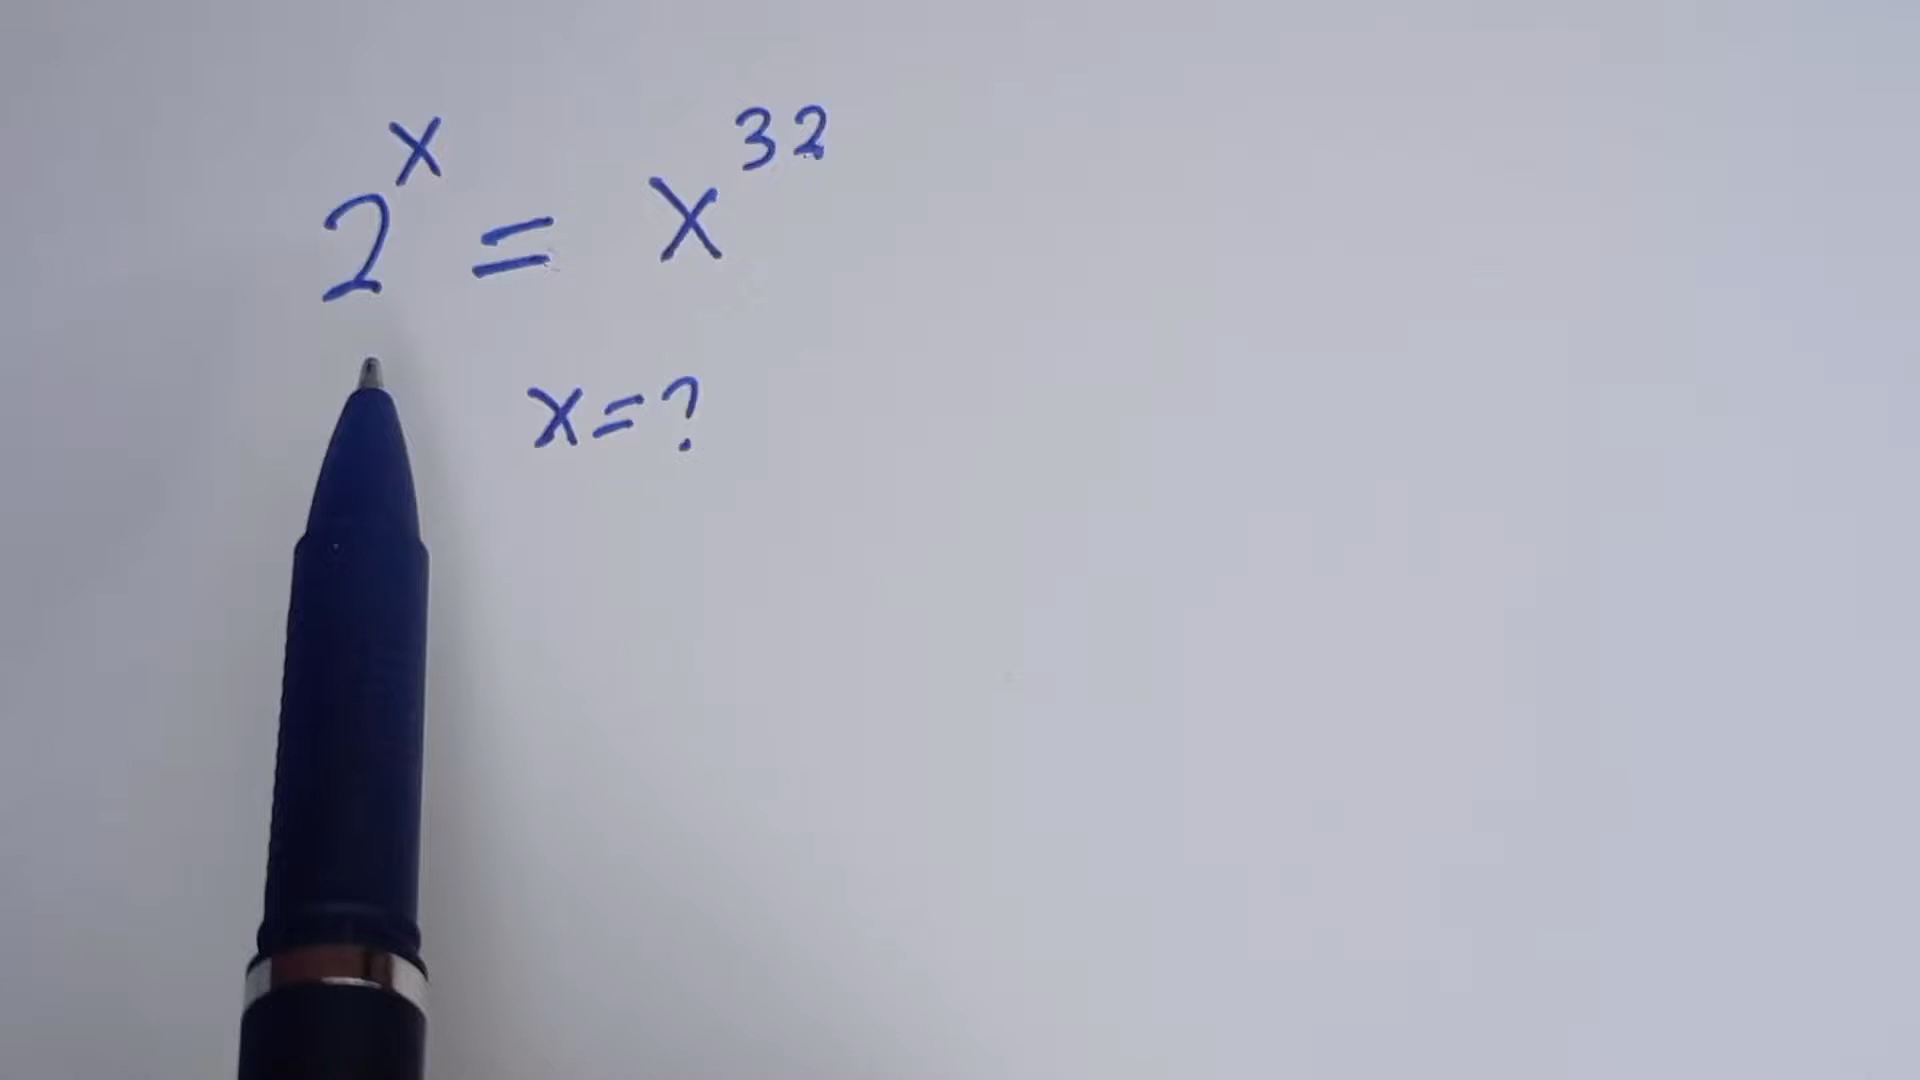 2^x = x^32
x=?